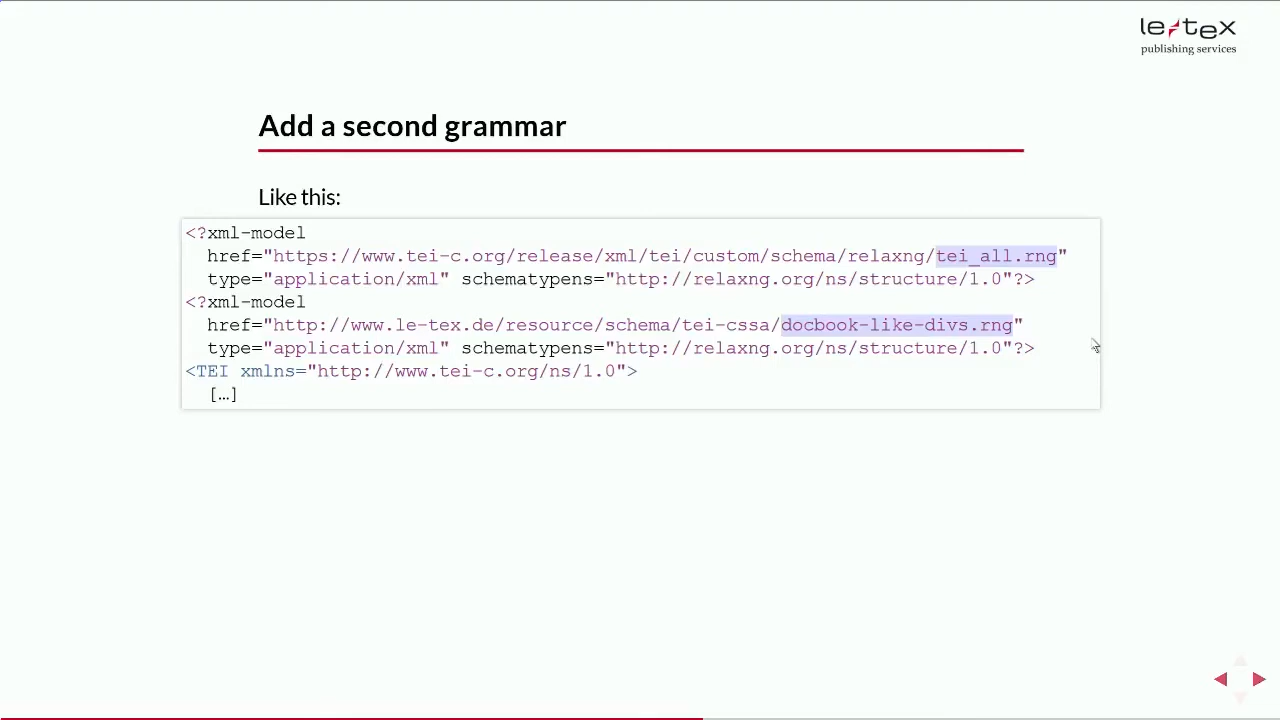 le-tex
publishing services
Add a second grammar
Like this:
<?xml-model
href="https://www.tei-c.org/release/xml/tei/custom/schema/relaxng/tei_all.rng"
type="application/xml" schematypens="http://relaxng.org/ns/structure/1.0"?>
<?xml-model
href="http://www.le-tex.de/resource/schema/tei-cssa/docbook-like-divs.rng"
type="application/xml" schematypens="http://relaxng.org/ns/structure/1.0"?>
<TEI xmlns="http://www.tei-c.org/ns/1.0">
[…]